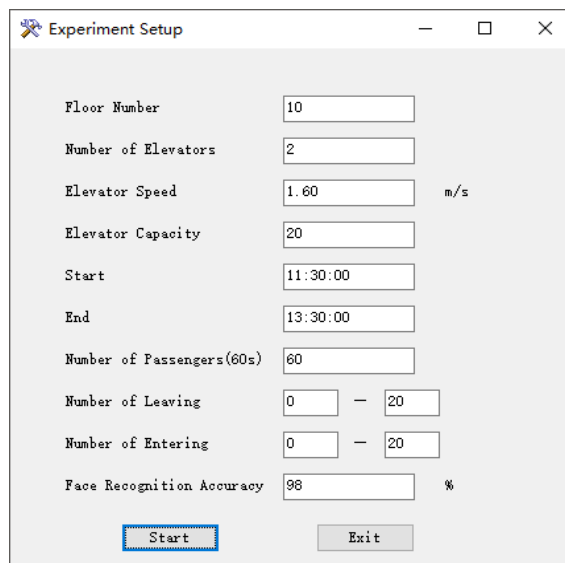 Experiment Setup
Floor Number 10
Number of Elevators 2
Elevator Speed 1.60 m/s
Elevator Capacity 20
Start 11:30:00
End 13:30:00
Number of Passengers(60s) 60
Number of Leaving 0 — 20
Number of Entering 0 — 20
Face Recognition Accuracy 98 %
Start Exit